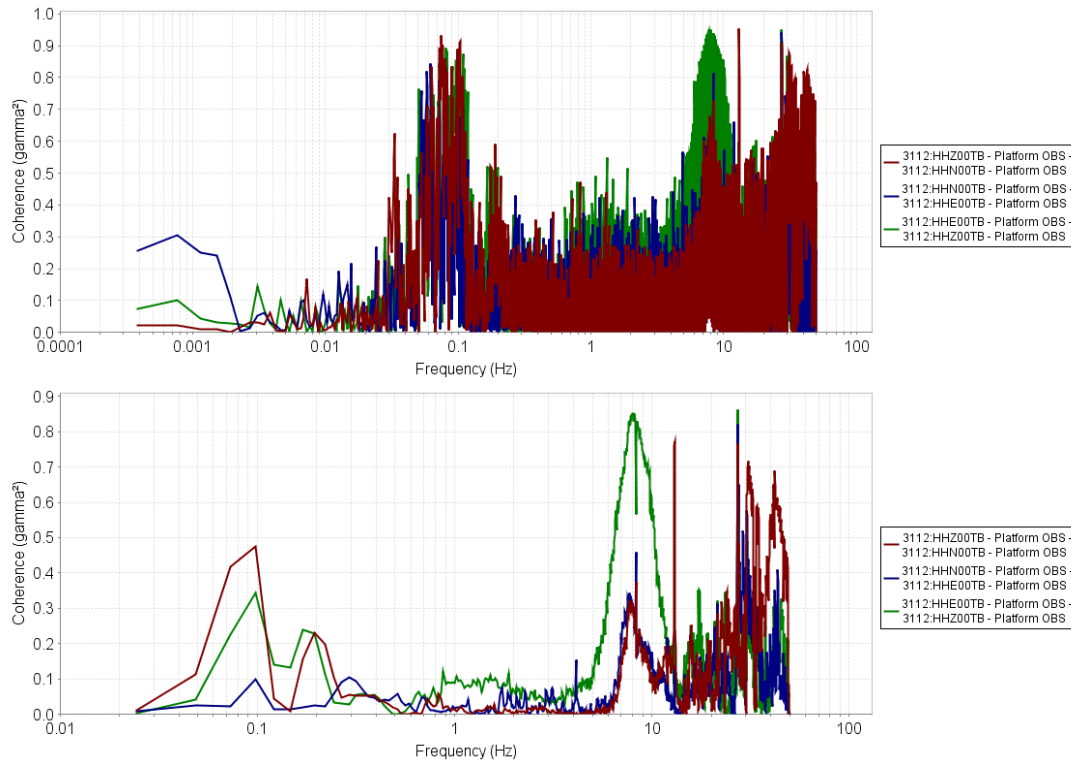 1.0
0.9
0.8
0.7
0.6
0.5
0.4
0.3
0.2
0.1
0.0
Coherence (gamma²)
0.0001 0.001 0.01 0.1 1 10 100
Frequency (Hz)
3112:HHZ00TB - Platform OBS -
3112:HHN00TB - Platform OBS
3112:HHN00TB - Platform OBS -
3112:HHE00TB - Platform OBS
3112:HHE00TB - Platform OBS -
3112:HHZ00TB - Platform OBS
0.9
0.8
0.7
0.6
0.5
0.4
0.3
0.2
0.1
0.0
Coherence (gamma²)
0.01 0.1 1 10 100
Frequency (Hz)
3112:HHZ00TB - Platform OBS -
3112:HHN00TB - Platform OBS
3112:HHN00TB - Platform OBS -
3112:HHE00TB - Platform OBS
3112:HHE00TB - Platform OBS -
3112:HHZ00TB - Platform OBS